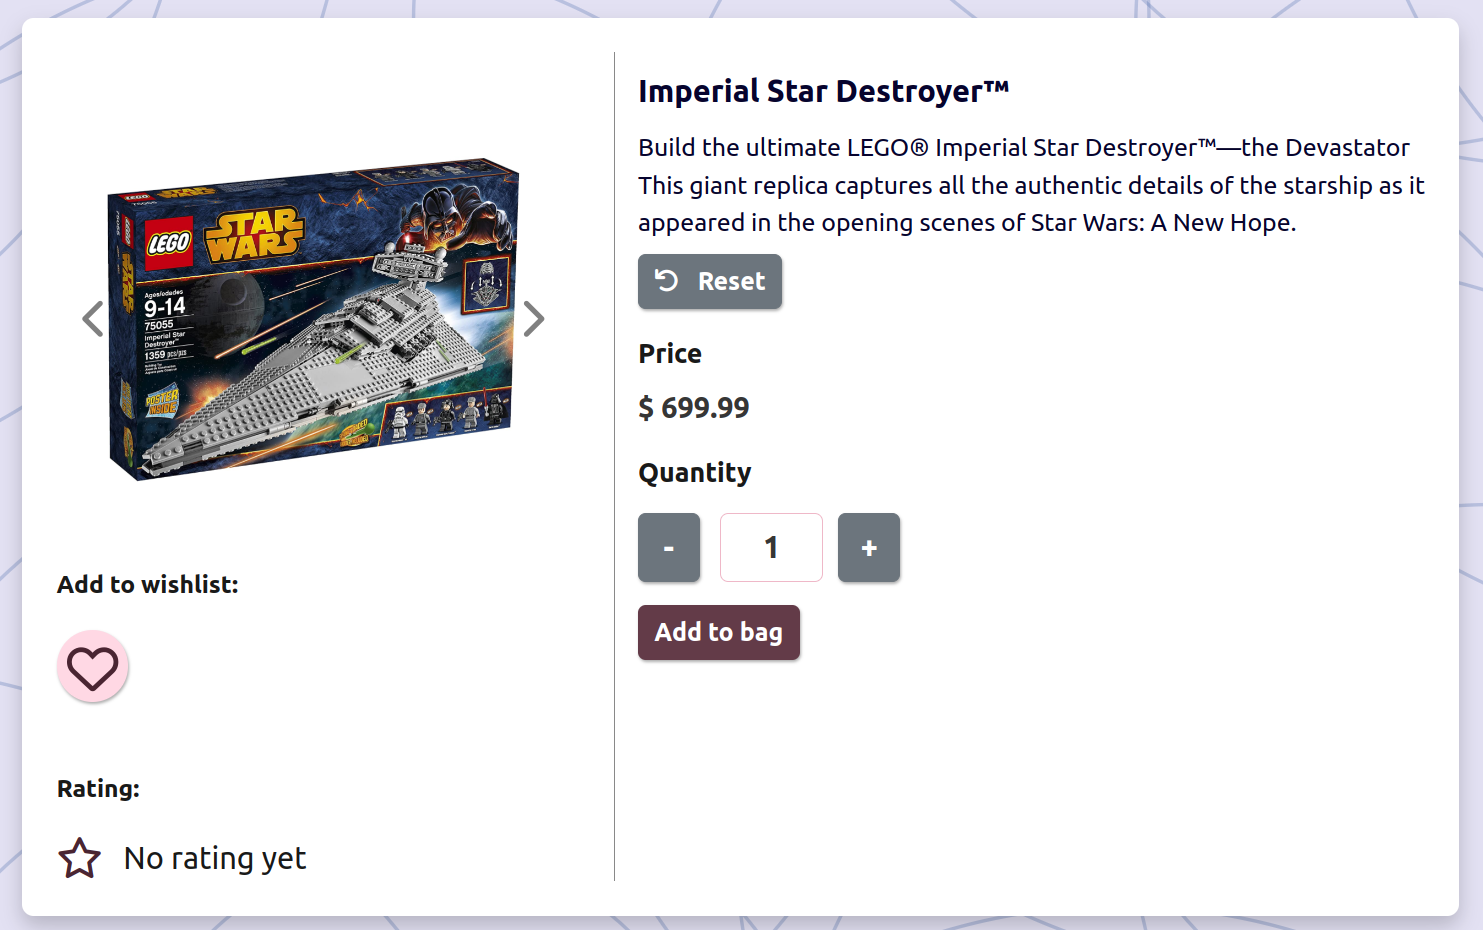 LEGO
STAR
WARS
Ages/edades
9-14
75055
Imperial Star
Destroyer™
1359 pcs/pzs
POSTER
INSIDE
Add to wishlist:
Rating:
No rating yet
Imperial Star Destroyer™
Build the ultimate LEGO® Imperial Star Destroyer™—the Devastator
This giant replica captures all the authentic details of the starship as it
appeared in the opening scenes of Star Wars: A New Hope.
Reset
Price
$ 699.99
Quantity
-
1
+
Add to bag